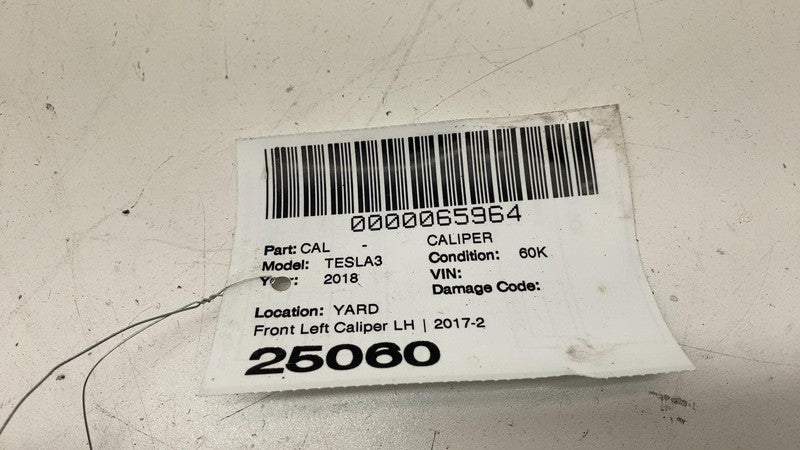 0000065964
Part: CAL - CALIPER
Model: TESLA3 Condition: 60K
2018 VIN:
Damage Code:
Location: YARD
Front Left Caliper LH | 2017-2
25060